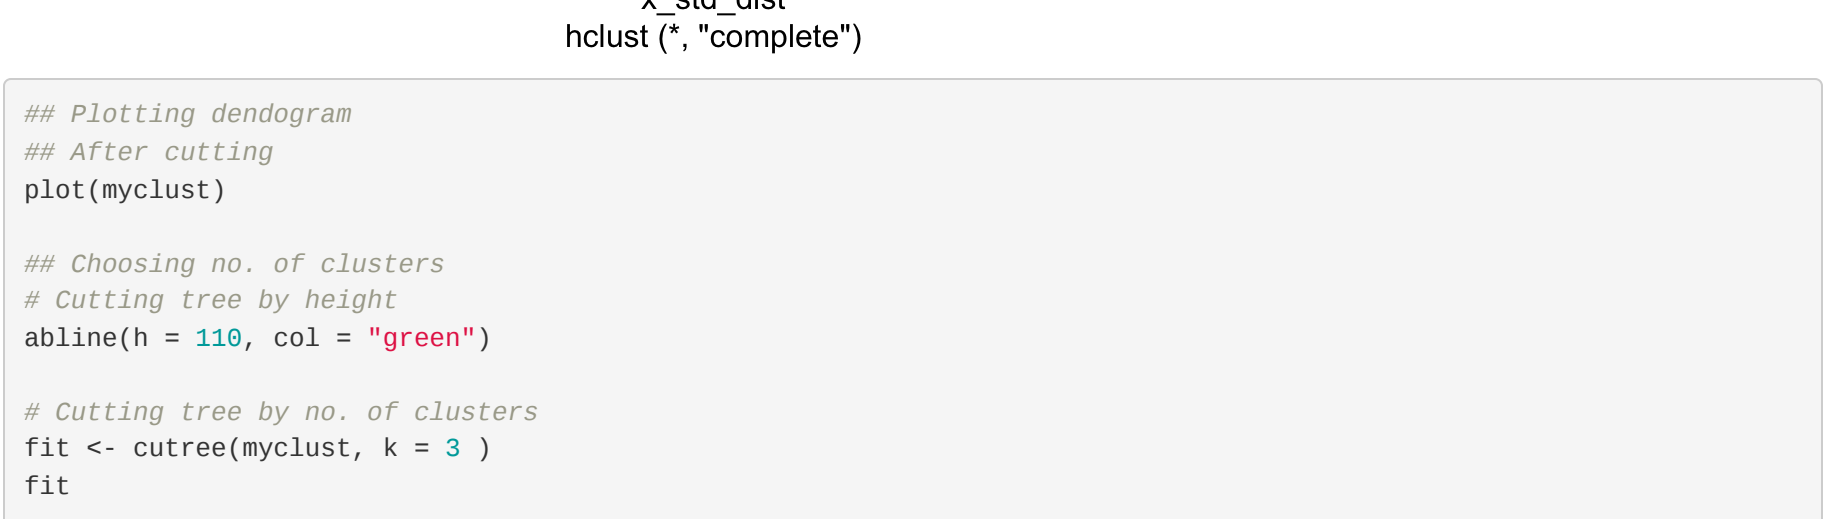 x_std_dist
hclust (*, "complete")
## Plotting dendogram
## After cutting
plot(myclust)
## Choosing no. of clusters
# Cutting tree by height
abline(h = 110, col = "green")
# Cutting tree by no. of clusters
fit <- cutree(myclust, k = 3 )
fit